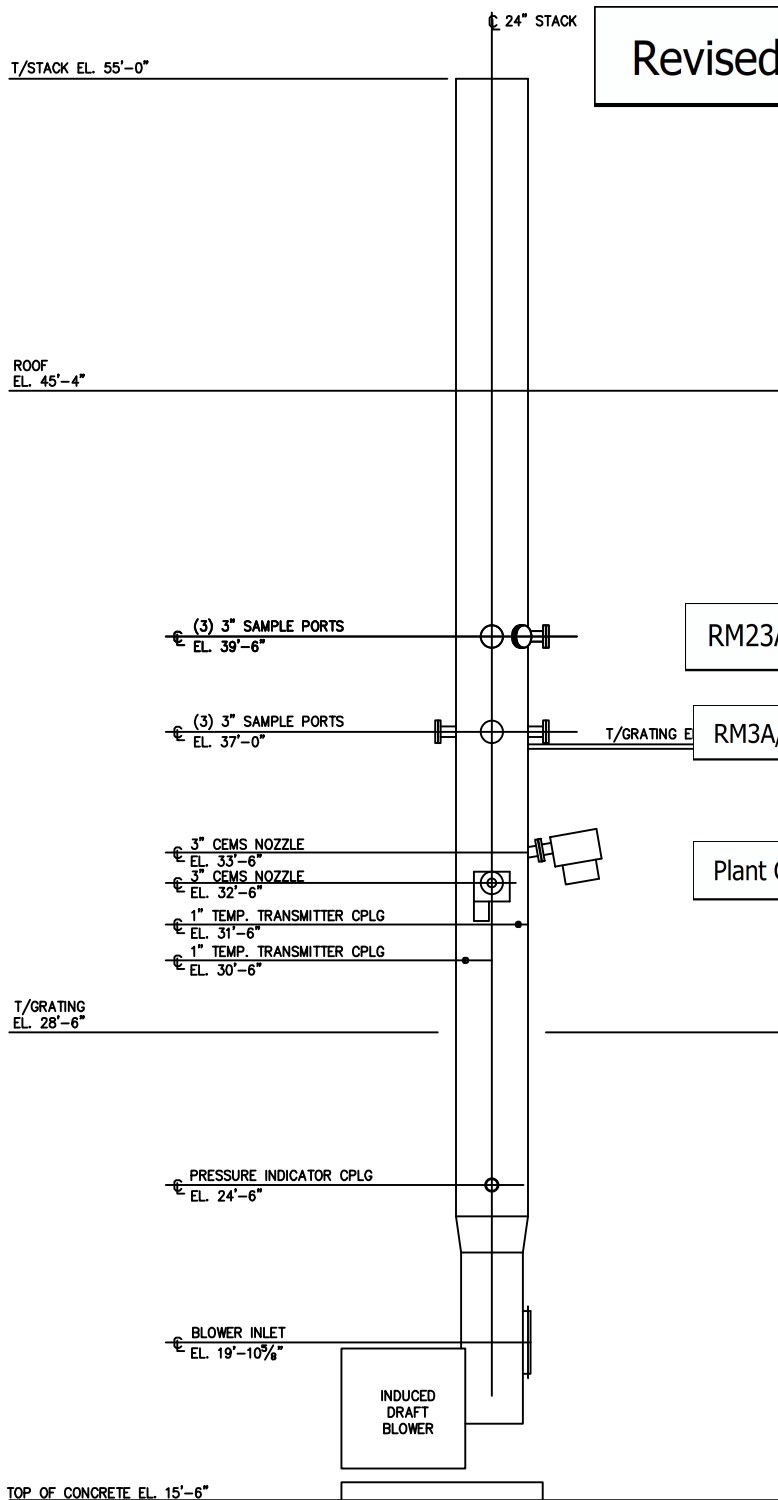 ℄ 24" STACK
Revised
T/STACK EL. 55'-0"
ROOF
EL. 45'-4"
℄ (3) 3" SAMPLE PORTS
EL. 39'-6"
RM23A
℄ (3) 3" SAMPLE PORTS
EL. 37'-0"
T/GRATING E
RM3A/
℄ 3" CEMS NOZZLE
EL. 33'-6"
℄ 3" CEMS NOZZLE
EL. 32'-6"
Plant
℄ 1" TEMP. TRANSMITTER CPLG
EL. 31'-6"
℄ 1" TEMP. TRANSMITTER CPLG
EL. 30'-6"
T/GRATING
EL. 28'-6"
℄ PRESSURE INDICATOR CPLG
EL. 24'-6"
℄ BLOWER INLET
EL. 19'-10⅝"
INDUCED
DRAFT
BLOWER
TOP OF CONCRETE EL. 15'-6"